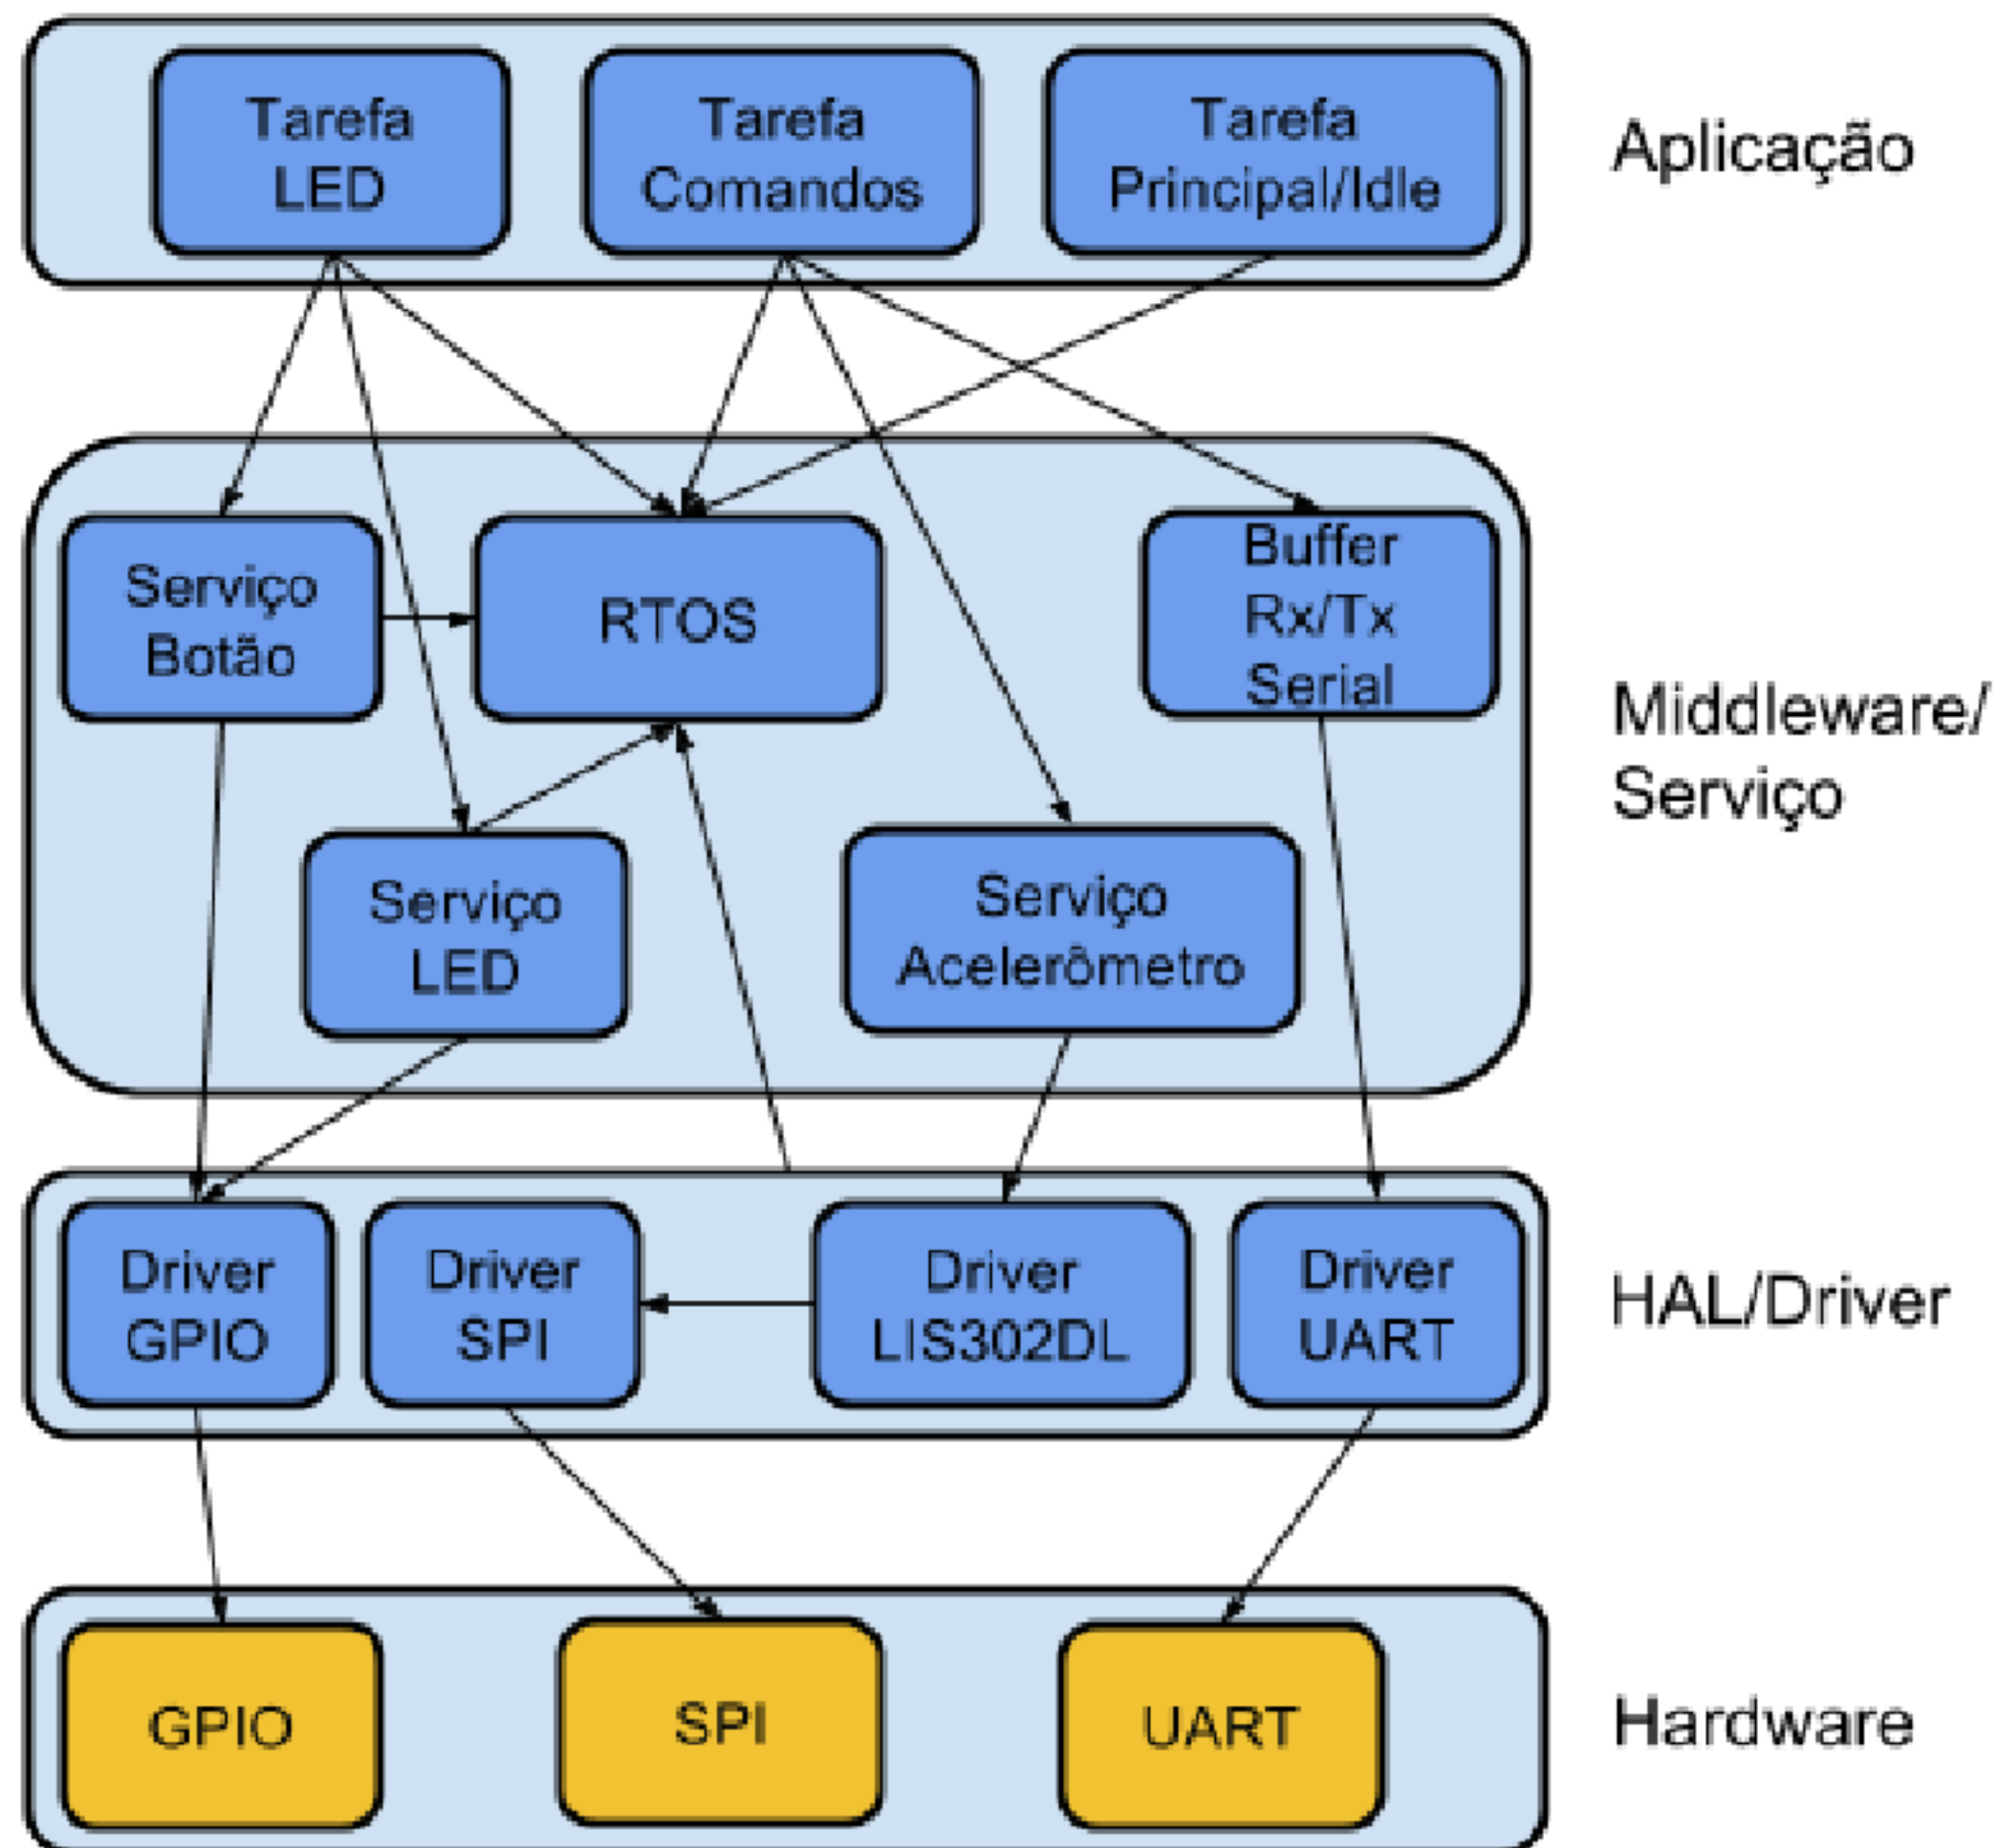 Tarefa
LED
Tarefa
Comandos
Tarefa
Principal/Idle
Aplicação
Serviço
Botão
RTOS
Buffer
Rx/Tx
Serial
Middleware/
Serviço
Serviço
LED
Serviço
Acelerômetro
Driver
GPIO
Driver
SPI
Driver
LIS302DL
Driver
UART
HAL/Driver
GPIO
SPI
UART
Hardware